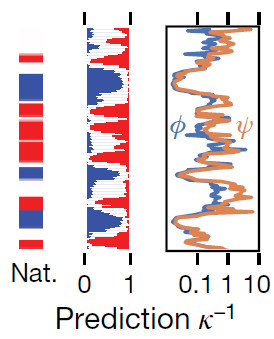 ϕ ψ
Nat. 0 1 0.1 1 10
Prediction κ⁻¹